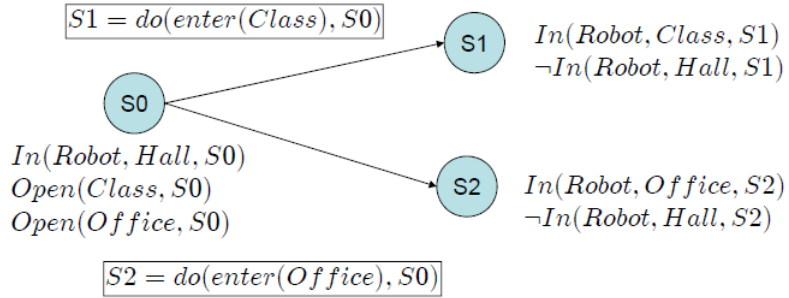 S1 = do(enter(Class), S0)
S1
In(Robot, Class, S1)
¬In(Robot, Hall, S1)
S0
In(Robot, Hall, S0)
Open(Class, S0)
Open(Office, S0)
S2
In(Robot, Office, S2)
¬In(Robot, Hall, S2)
S2 = do(enter(Office), S0)